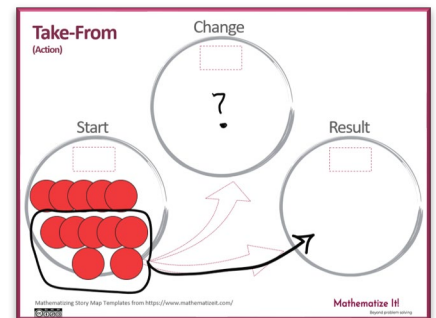 Take-From
(Action)
Change
?
Start
Result
Mathematizing Story Map Templates from https://www.mathematizeit.com/
Mathematize It!
Beyond problem solving